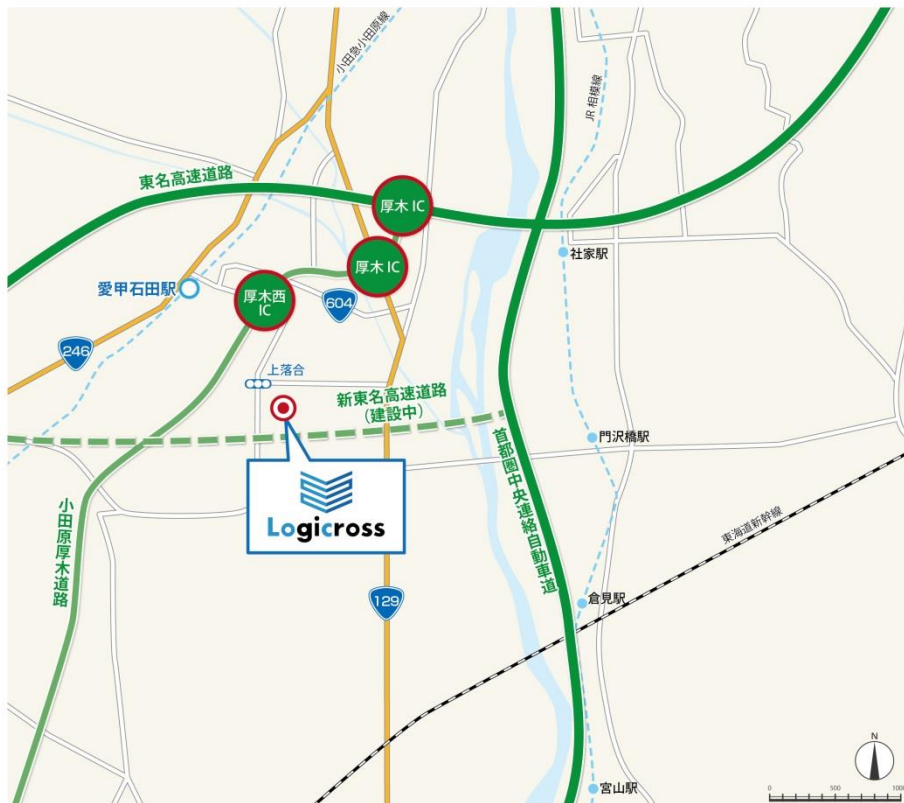 小田急小田原線
JR 相模線
東名高速道路
厚木 IC
厚木 IC
社家駅
愛甲石田駅
厚木西
IC
604
246
上落合
新東名高速道路
(建設中)
門沢橋駅
首都圏中央連絡自動車道
Logicross
小田原厚木道路
東海道新幹線
129
倉見駅
宮山駅
N
0
500